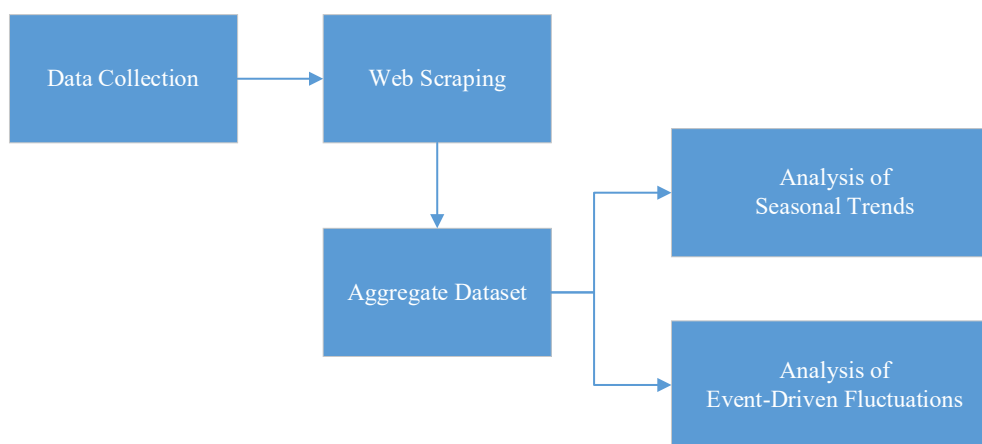 Data Collection
Web Scraping
Aggregate Dataset
Analysis of
Seasonal Trends
Analysis of
Event-Driven Fluctuations